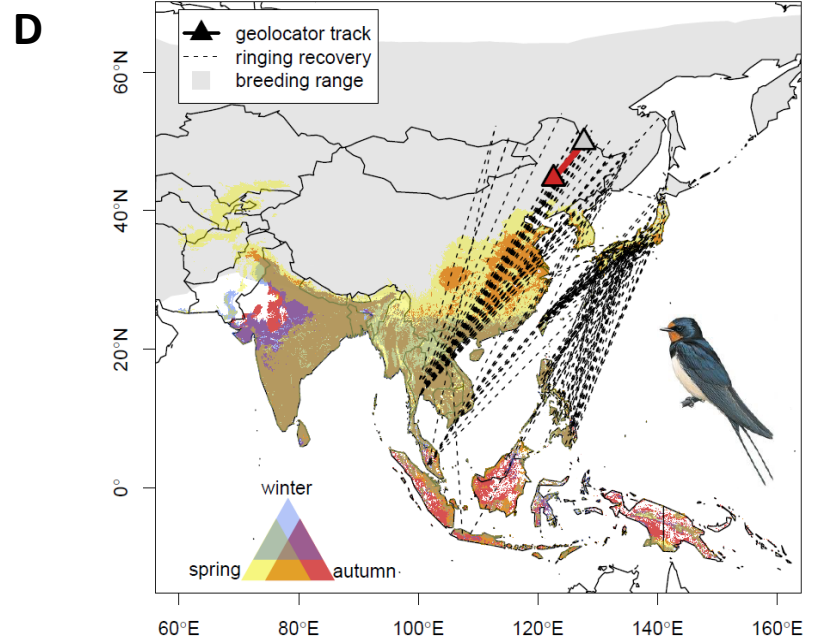 D
geolocator track
ringing recovery
breeding range
60°N
40°N
20°N
0°
winter
spring
autumn
60°E
80°E
100°E
120°E
140°E
160°E